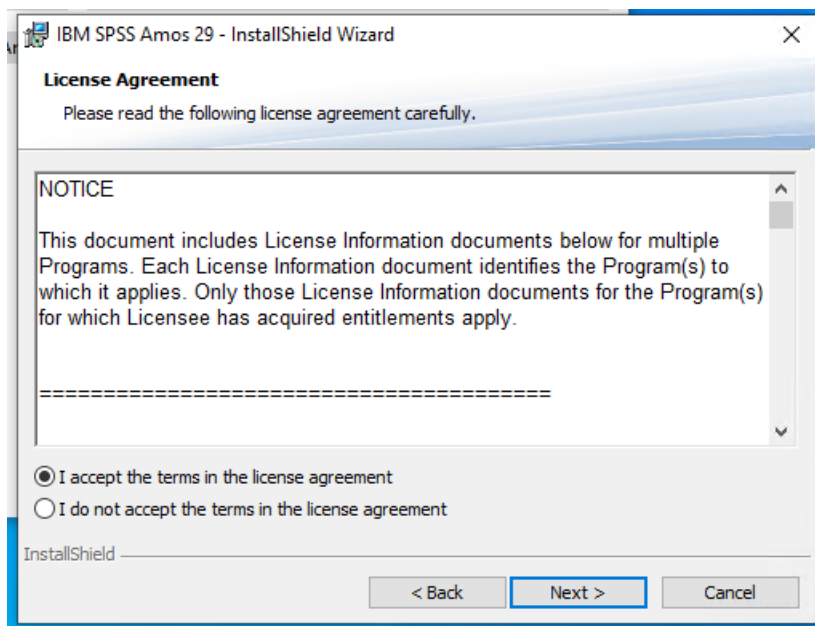 IBM SPSS Amos 29 - InstallShield Wizard
License Agreement
Please read the following license agreement carefully.
NOTICE
This document includes License Information documents below for multiple
Programs. Each License Information document identifies the Program(s) to
which it applies. Only those License Information documents for the Program(s)
for which Licensee has acquired entitlements apply.
==========================================
I accept the terms in the license agreement
I do not accept the terms in the license agreement
InstallShield
< Back Next > Cancel